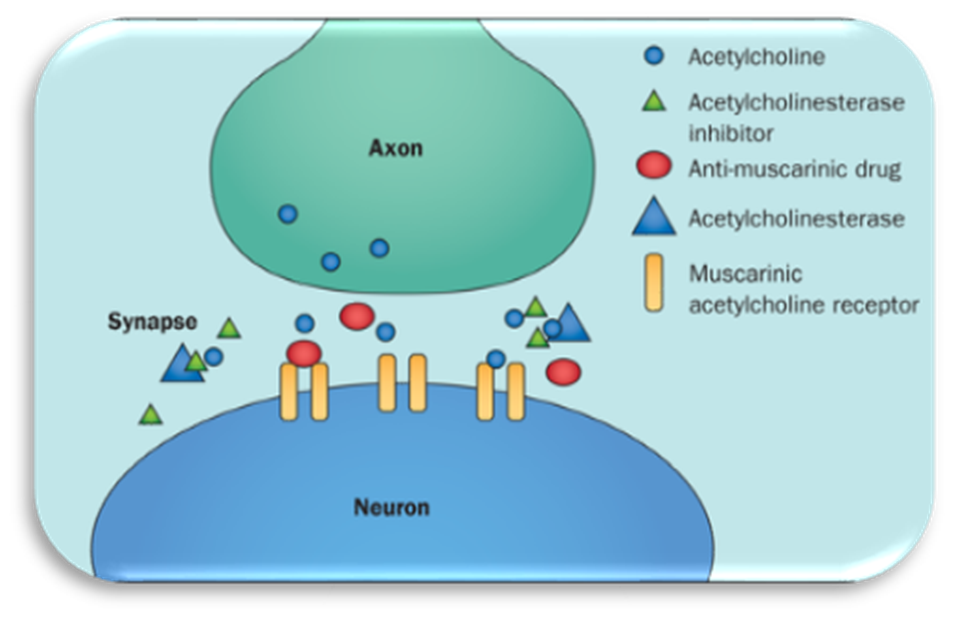 Acetylcholine
Acetylcholinesterase
inhibitor
Anti-muscarinic drug
Acetylcholinesterase
Muscarinic
acetylcholine receptor
Axon
Synapse
Neuron